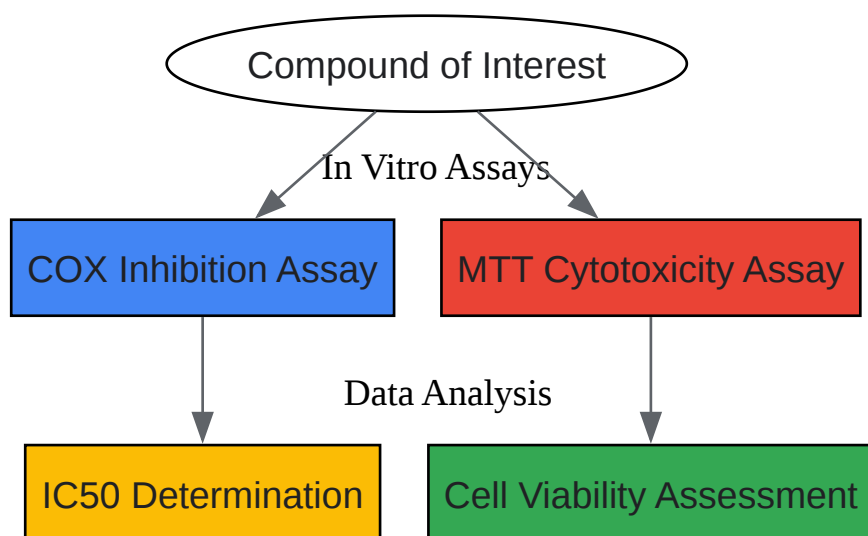 Compound of Interest
In Vitro Assays
COX Inhibition Assay
MTT Cytotoxicity Assay
Data Analysis
IC50 Determination
Cell Viability Assessment